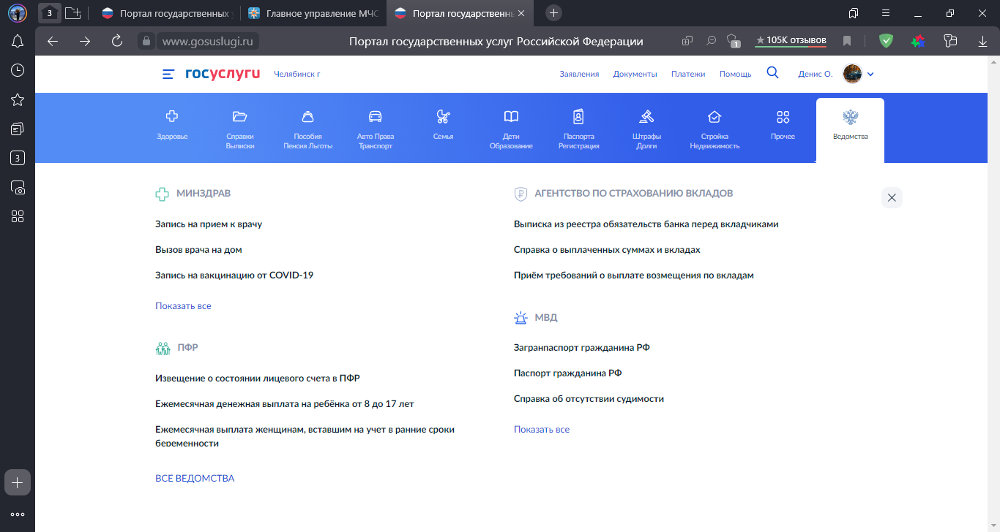 3
Портал государственных у
Главное управление МЧС
Портал государственнь
www.gosuslugi.ru
Портал государственных услуг Российской Федерации
1
★ 105K отзывов
госуслуги
Челябинск г
Заявления
Документы
Платежи
Помощь
Денис О.
Здоровье
Справки
Выписки
Пособия
Пенсия Льготы
Авто Права
Транспорт
Семья
Дети
Образование
Паспорта
Регистрация
Штрафы
Долги
Стройка
Недвижимость
Прочее
Ведомства
3
МИНЗДРАВ
Запись на прием к врачу
Вызов врача на дом
Запись на вакцинацию от COVID-19
Показать все
ПФР
Извещение о состоянии лицевого счета в ПФР
Ежемесячная денежная выплата на ребёнка от 8 до 17 лет
Ежемесячная выплата женщинам, вставшим на учет в ранние сроки
беременности
ВСЕ ВЕДОМСТВА
АГЕНТСТВО ПО СТРАХОВАНИЮ ВКЛАДОВ
Выписка из реестра обязательств банка перед вкладчиками
Справка о выплаченных суммах и вкладах
Приём требований о выплате возмещения по вкладам
МВД
Загранпаспорт гражданина РФ
Паспорт гражданина РФ
Справка об отсутствии судимости
Показать все